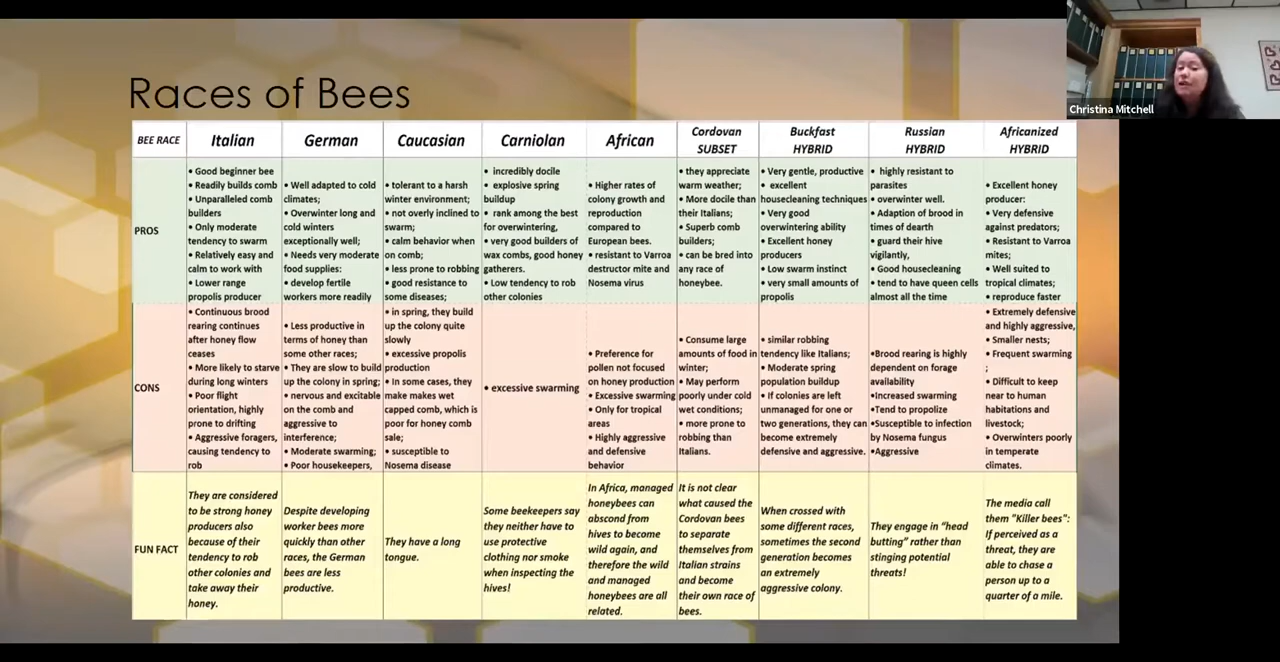 Christina Mitchell
Races of Bees
BEE RACE
Italian
German
Caucasian
Carniolan
African
Cordovan
SUBSET
Buckfast
HYBRID
Russian
HYBRID
Africanized
HYBRID
PROS
• Good beginner bee
• Readily builds comb
• Unparalleled comb
builders
• Only moderate
tendency to swarm
• Relatively easy and
calm to work with
• Lower range
propolis producer
• Well adapted to cold
climates;
• Overwinter long and
cold winters
exceptionally well;
• Needs very moderate
food supplies:
• develop fertile
workers more readily
• tolerant to a harsh
winter environment;
• not overly inclined to
swarm;
• calm behavior when
on comb;
• less prone to robbing
• good resistance to
some diseases;
• incredibly docile
• explosive spring
buildup
• rank among the best
for overwintering,
• very good builders of
wax combs, good honey
gatherers.
• Low tendency to rob
other colonies
• Higher rates of
colony growth and
reproduction
compared to
European bees.
• resistant to Varroa
destructor mite and
Nosema virus
• they appreciate
warm weather;
• More docile than
their Italians;
• Superb comb
builders;
• can be bred into
any race of
honeybee.
• Very gentle, productive
• excellent
housecleaning techniques
• Very good
overwintering ability
• Excellent honey
producers
• Low swarm instinct
• very small amounts of
propolis
• highly resistant to
parasites
• overwinter well.
• Adaption of brood in
times of dearth
• guard their hive
vigilantly,
• Good housecleaning
• tend to have queen cells
almost all the time
• Excellent honey
producer:
• Very defensive
against predators;
• Resistant to Varroa
mites;
• Well suited to
tropical climates;
• reproduce faster
CONS
• Continuous brood
rearing continues
after honey flow
ceases
• More likely to starve
during long winters
• Poor flight
orientation, highly
prone to drifting
• Aggressive foragers,
causing tendency to
rob
• Less productive in
terms of honey than
some other races;
• They are slow to build
up the colony in spring;
• nervous and excitable
on the comb and
aggressive to
interference;
• Moderate swarming;
• Poor housekeepers,
• in spring, they build
up the colony quite
slowly
• excessive propolis
production
• In some cases, they
make makes wet
capped comb, which is
poor for honey comb
sale;
• susceptible to
Nosema disease
• excessive swarming
• Preference for
pollen not focused
on honey production
• Excessive swarming
• Only for tropical
areas
• Highly aggressive
and defensive
behavior
• Consume large
amounts of food in
winter;
• May perform
poorly under cold
wet conditions;
• more prone to
robbing than
Italians.
• similar robbing
tendency like Italians;
• Moderate spring
population buildup
• If colonies are left
unmanaged for one or
two generations, they can
become extremely
defensive and aggressive.
•Brood rearing is highly
dependent on forage
availability
•Increased swarming
•Tend to propolize
•Susceptible to infection
by Nosema fungus
•Aggressive
• Extremely defensive
and highly aggressive,
• Smaller nests;
• Frequent swarming
;
• Difficult to keep
near to human
habitations and
livestock;
• Overwinters poorly
in temperate
climates.
FUN FACT
They are considered
to be strong honey
producers also
because of their
tendency to rob
other colonies and
take away their
honey.
Despite developing
worker bees more
quickly than other
races, the German
bees are less
productive.
They have a long
tongue.
Some beekeepers say
they neither have to
use protective
clothing nor smoke
when inspecting the
hives!
In Africa, managed
honeybees can
abscond from
hives to become
wild again, and
therefore the wild
and managed
honeybees are all
related.
It is not clear
what caused the
Cordovan bees
to separate
themselves from
Italian strains
and become
their own race of
bees.
When crossed with
some different races,
sometimes the second
generation becomes
an extremely
aggressive colony.
They engage in “head
butting” rather than
stinging potential
threats!
The media call
them "Killer bees":
If perceived as a
threat, they are
able to chase a
person up to a
quarter of a mile.